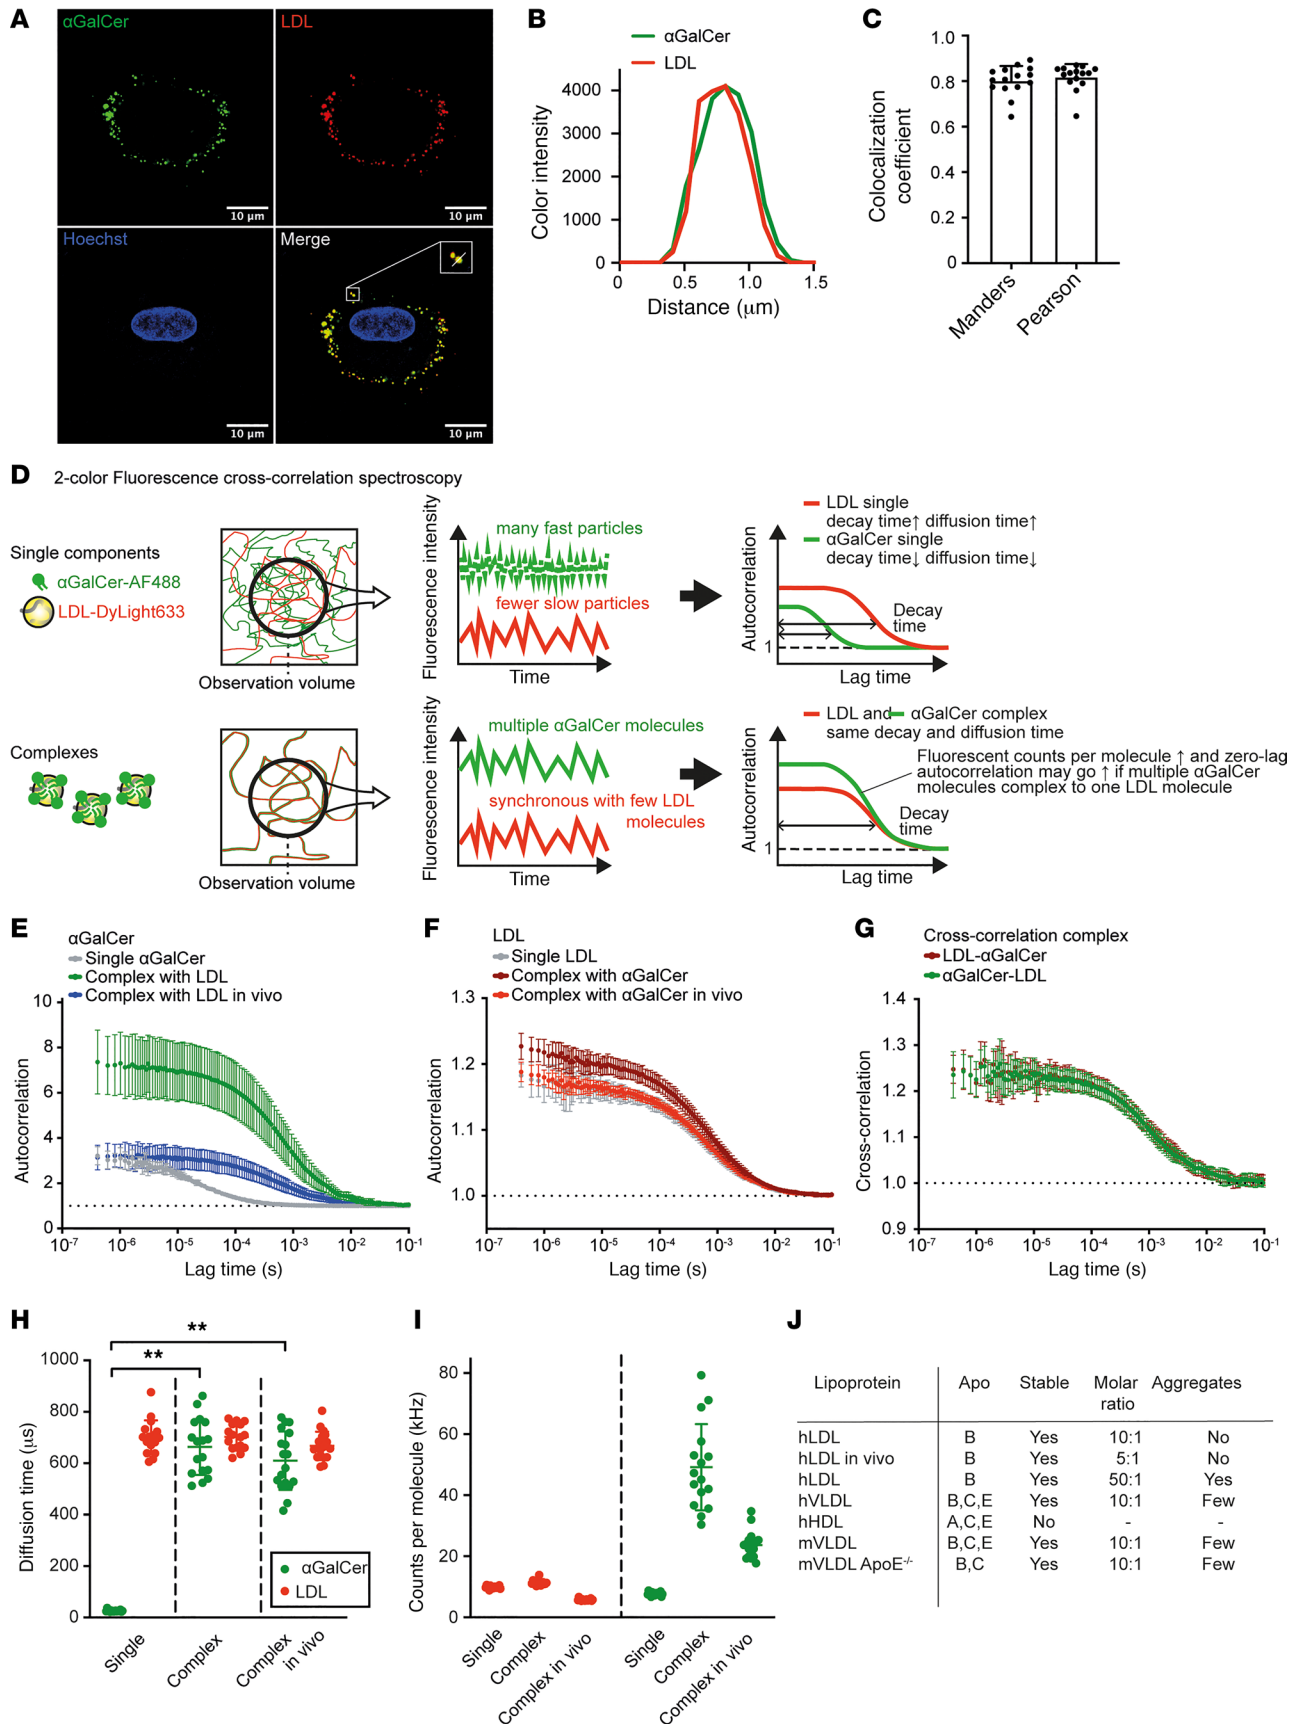 A
αGalCer
LDL
10 µm
10 µm
Hoechst
Merge
10 µm
10 µm
B
αGalCer
LDL
Color intensity
4000
3000
2000
1000
0
0
0.5
1.0
1.5
Distance (µm)
C
Colocalization
coefficient
1.0
0.8
0.6
0.4
0.2
0
Manders
Pearson
D
2-color Fluorescence cross-correlation spectroscopy
Single components
αGalCer-AF488
LDL-DyLight633
Observation volume
Fluorescence intensity
many fast particles
fewer slow particles
Time
LDL single
decay time↑ diffusion time↑
αGalCer single
decay time↓ diffusion time↓
Autocorrelation
Decay
time
1
Lag time
Complexes
Observation volume
Fluorescence intensity
multiple αGalCer molecules
synchronous with few LDL
molecules
Time
LDL and αGalCer complex
same decay and diffusion time
Fluorescent counts per molecule ↑ and zero-lag
autocorrelation may go ↑ if multiple αGalCer
molecules complex to one LDL molecule
Autocorrelation
Decay
time
1
Lag time
E
αGalCer
Single αGalCer
Complex with LDL
Complex with LDL in vivo
Autocorrelation
10
8
6
4
2
0
10-7
10-6
10-5
10-4
10-3
10-2
10-1
Lag time (s)
F
LDL
Single LDL
Complex with αGalCer
Complex with αGalCer in vivo
Autocorrelation
1.3
1.2
1.1
1.0
10-7
10-6
10-5
10-4
10-3
10-2
10-1
Lag time (s)
G
Cross-correlation complex
LDL-αGalCer
αGalCer-LDL
Cross-correlation
1.4
1.3
1.2
1.1
1.0
0.9
10-7
10-6
10-5
10-4
10-3
10-2
10-1
Lag time (s)
H
**
**
Diffusion time (µs)
1000
800
600
400
200
0
αGalCer
LDL
Single
Complex
Complex
in vivo
I
Counts per molecule (kHz)
80
60
40
20
0
Single
Complex
Complex in vivo
Single
Complex
Complex in vivo
J
Lipoprotein Apo Stable Molar Aggregates
ratio
hLDL B Yes 10:1 No
hLDL in vivo B Yes 5:1 No
hLDL B Yes 50:1 Yes
hVLDL B,C,E Yes 10:1 Few
hHDL A,C,E No - -
mVLDL B,C,E Yes 10:1 Few
mVLDL ApoE-/- B,C Yes 10:1 Few